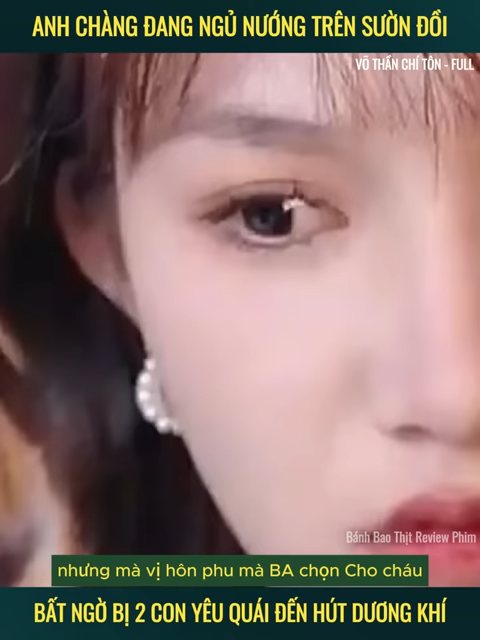 ANH CHÀNG ĐANG NGỦ NƯỚNG TRÊN SƯỜN ĐỒI
VÕ THẦN CHÍ TÔN - FULL
Bánh Bao Thịt Review Phim
nhưng mà vị hôn phu mà BA chọn Cho cháu
BẤT NGỜ BỊ 2 CON YÊU QUÁI ĐẾN HÚT DƯƠNG KHÍ